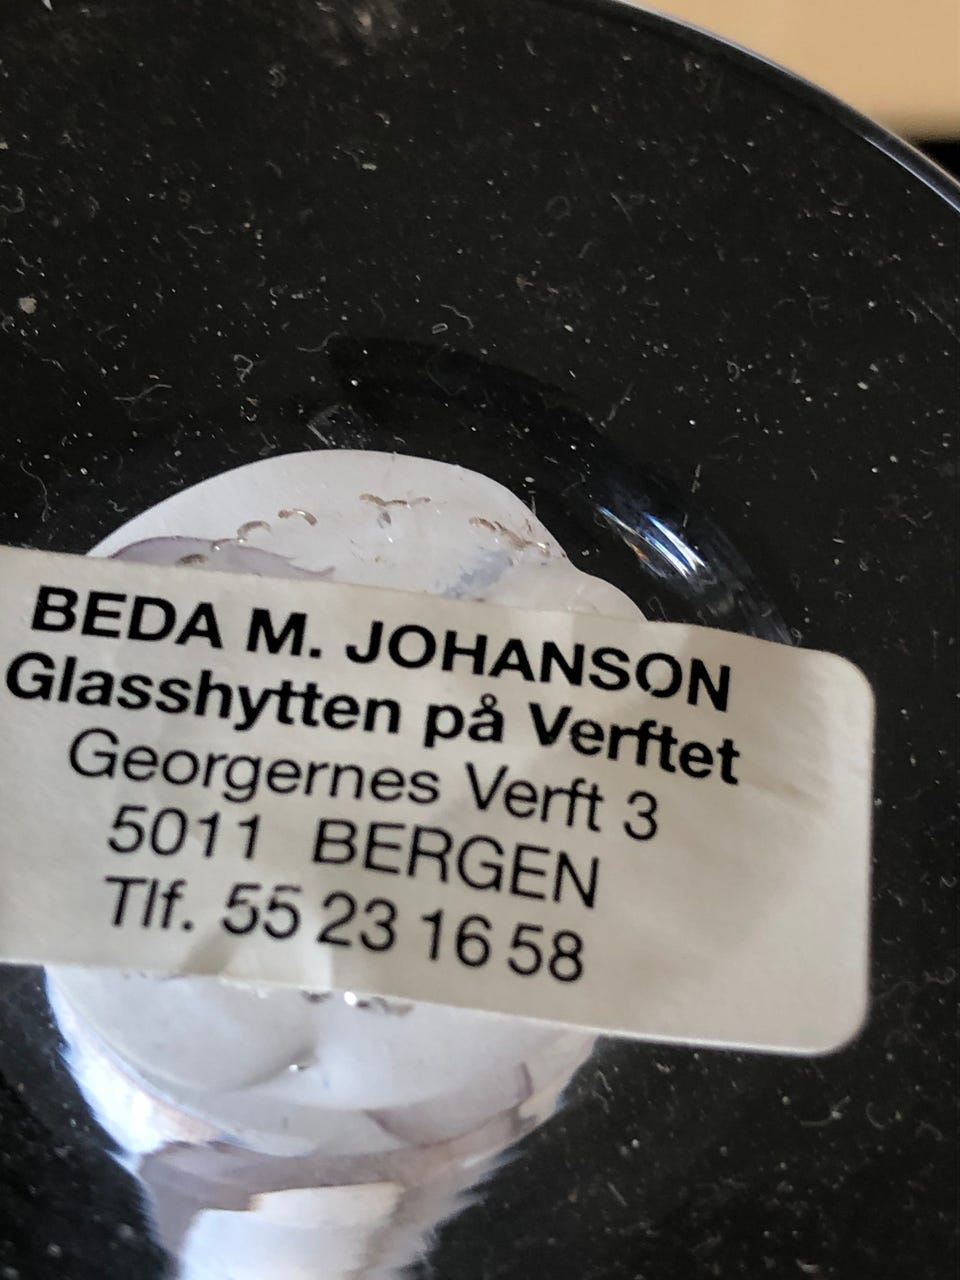 BEDA M. JOHANSON
Glasshytten på Verftet
Georgernes Verft 3
5011 BERGEN
Tlf. 55 23 16 58